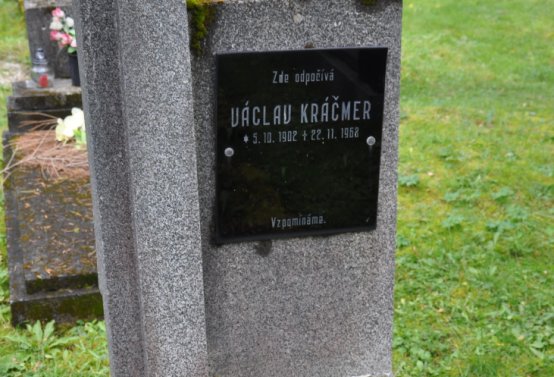 Zde odpočívá
VÁCLAV KRÁČMER
* 5. 10. 1902 + 22. 11. 1968
Vzpomínáme.